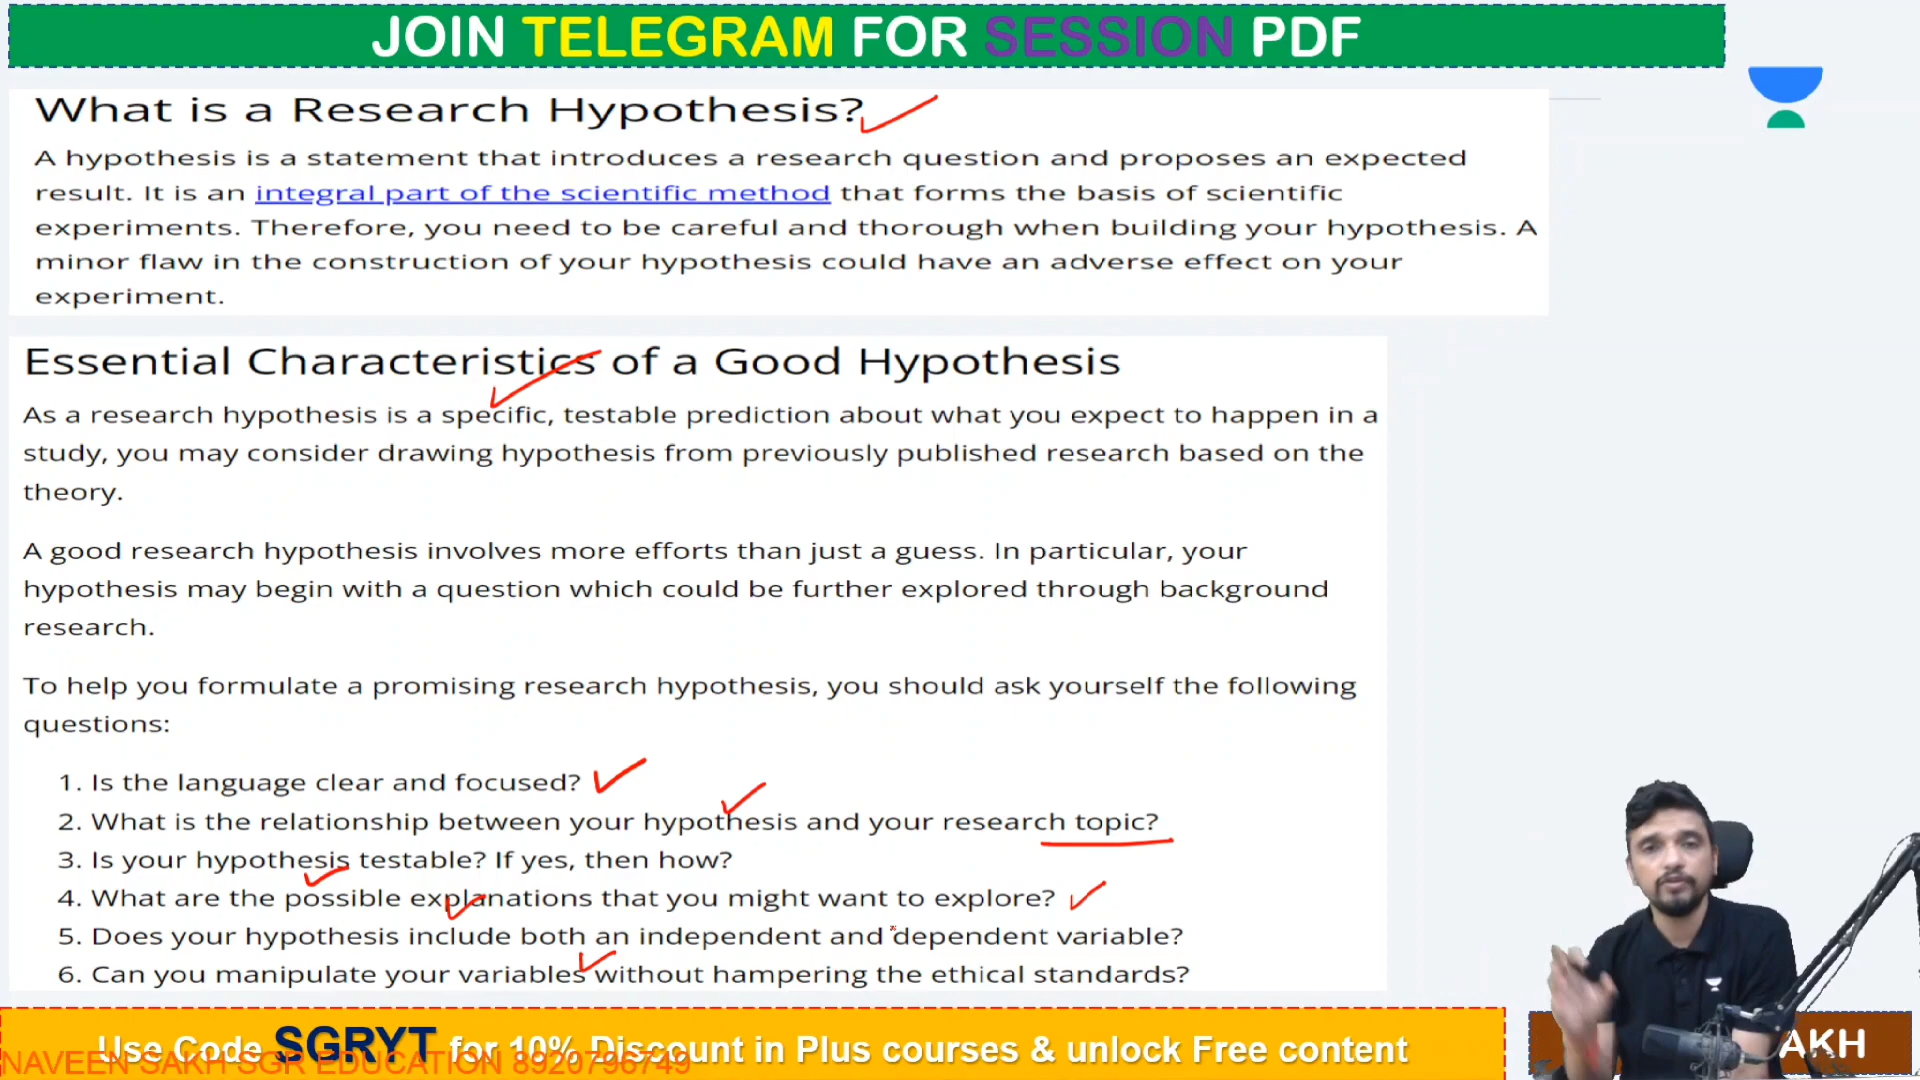 JOIN TELEGRAM FOR SESSION PDF
What is a Research Hypothesis?
A hypothesis is a statement that introduces a research question and proposes an expected
result. It is an integral part of the scientific method that forms the basis of scientific
experiments. Therefore, you need to be careful and thorough when building your hypothesis. A
minor flaw in the construction of your hypothesis could have an adverse effect on your
experiment.
Essential Characteristics of a Good Hypothesis
As a research hypothesis is a specific, testable prediction about what you expect to happen in a
study, you may consider drawing hypothesis from previously published research based on the
theory.
A good research hypothesis involves more efforts than just a guess. In particular, your
hypothesis may begin with a question which could be further explored through background
research.
To help you formulate a promising research hypothesis, you should ask yourself the following
questions:
1. Is the language clear and focused?
2. What is the relationship between your hypothesis and your research topic?
3. Is your hypothesis testable? If yes, then how?
4. What are the possible explanations that you might want to explore?
5. Does your hypothesis include both an independent and dependent variable?
6. Can you manipulate your variables without hampering the ethical standards?
Use Code SGRYT for 10% Discount in Plus courses & unlock Free content
NAVEEN SAKH SGR EDUCATION 8920796749
AKH